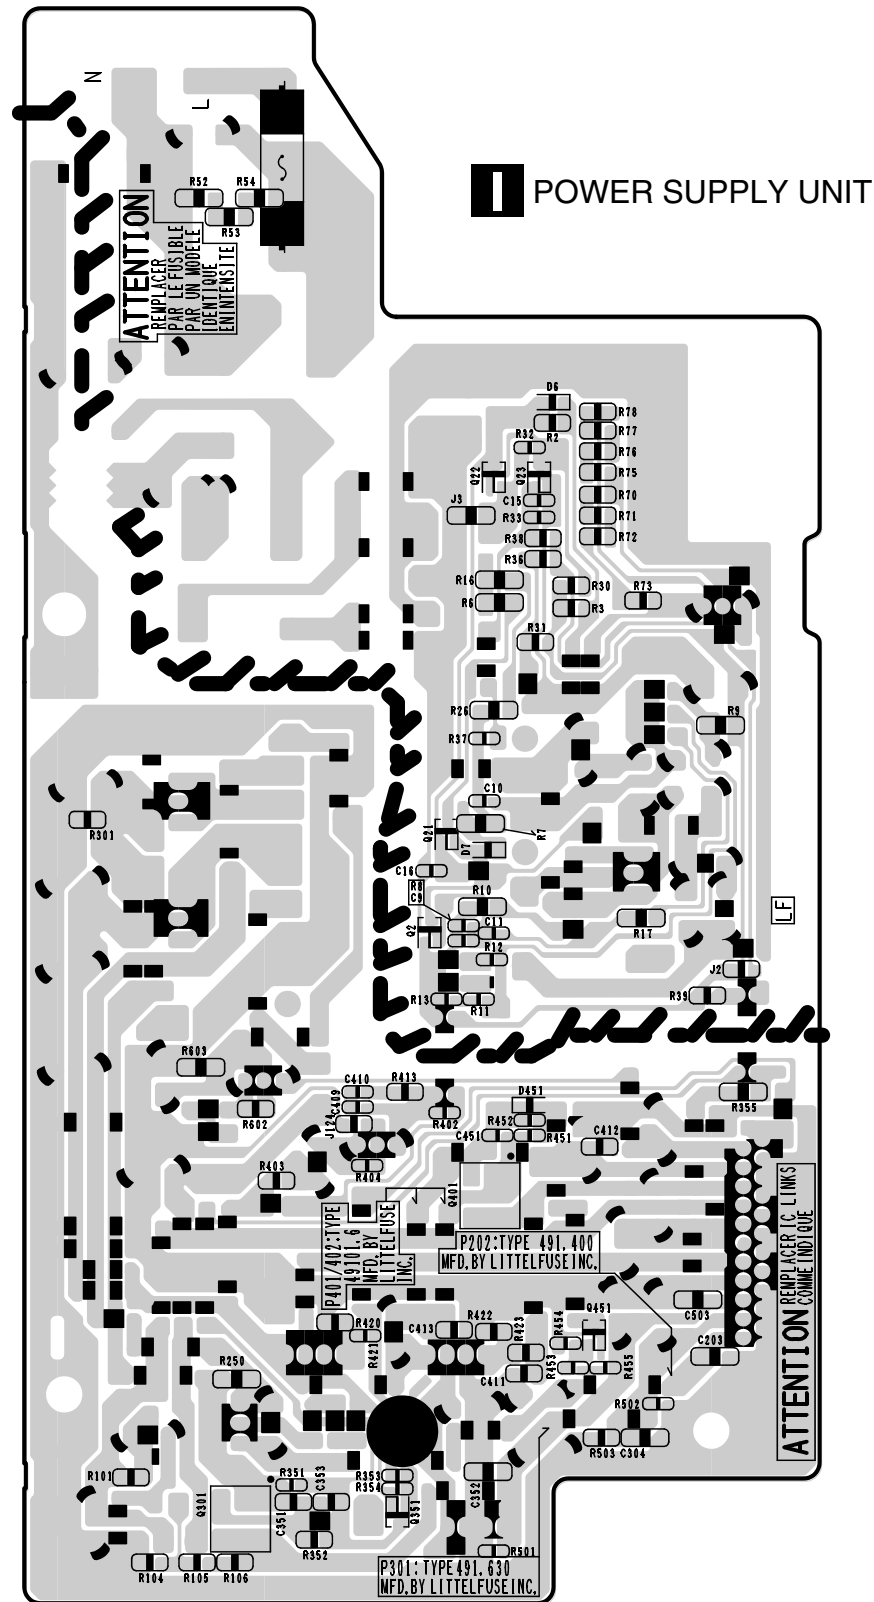 N
L
POWER SUPPLY UNIT
R52
R54
R53
ATTENTION
REMPLACER
PAR LE FUSIBLE
PAR UN MODELE
IDENTIQUE
ENINTENSITE
D6
R78
R2
R77
R32
R76
Q22
Q23
R75
C15
R70
J3
R33
R71
R38
R72
R36
R16
R30
R73
R6
R3
R31
R26
R9
R37
C10
R301
Q21
R7
D7
C16
R8
C9
R10
LF
C11
Q2
R17
R12
J2
R13
R11
R39
R603
C410
R413
D451
R355
C409
R602
R402
R452
J124
C451
R451
C412
R403
R404
Q401
P401/402:TYPE
49101.6
MFD. BY
LITTELFUSE
INC.
P202:TYPE 491.400
MFD.BY LITTELFUSE INC.
ATTENTION
REMPLACER IC LINKS
COMME INDIQUE
C503
R420
C413
R422
R423
R454
Q451
R421
C203
R250
C411
R453
R455
R502
R503
C304
R101
R351
C353
R353
R354
C352
Q301
C351
Q351
R352
R501
R104
R105
R106
P301:TYPE 491.630
MFD.BY LITTELFUSE INC.